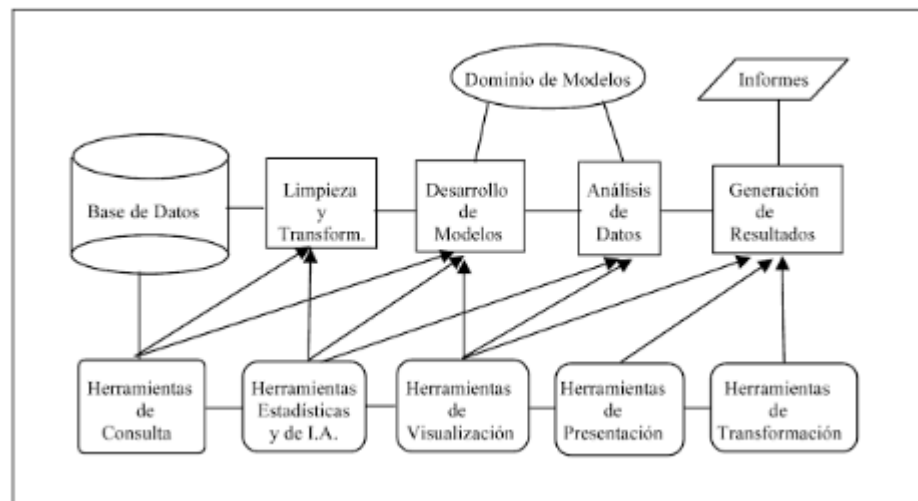 Dominio de Modelos
Informes
Base de Datos
Limpieza
y
Transform.
Desarrollo
de
Modelos
Análisis
de
Datos
Generación
de
Resultados
Herramientas
de
Consulta
Herramientas
Estadísticas
y de I.A.
Herramientas
de
Visualización
Herramientas
de
Presentación
Herramientas
de
Transformación